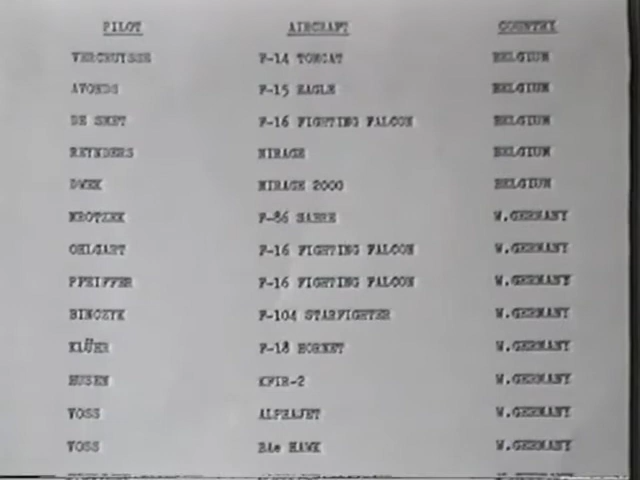 PILOT AIRCRAFT COUNTRY
VERCRUYSSE F-14 TOMCAT BELGIUM
AVONDS F-15 EAGLE BELGIUM
DE SMET F-16 FIGHTING FALCON BELGIUM
REYNDERS MIRAGE BELGIUM
DWEK MIRAGE 2000 BELGIUM
KROTZEK F-86 SABRE W.GERMANY
OHLGART F-16 FIGHTING FALCON W.GERMANY
PFEIFFER F-16 FIGHTING FALCON W.GERMANY
BINCZYK F-104 STARFIGHTER W.GERMANY
F-18 HORNET W.GERMANY
HUSEN KFIR-2 W.GERMANY
VOSS ALPHAJET W.GERMANY
VOSS BAe HAWK W.GERMANY